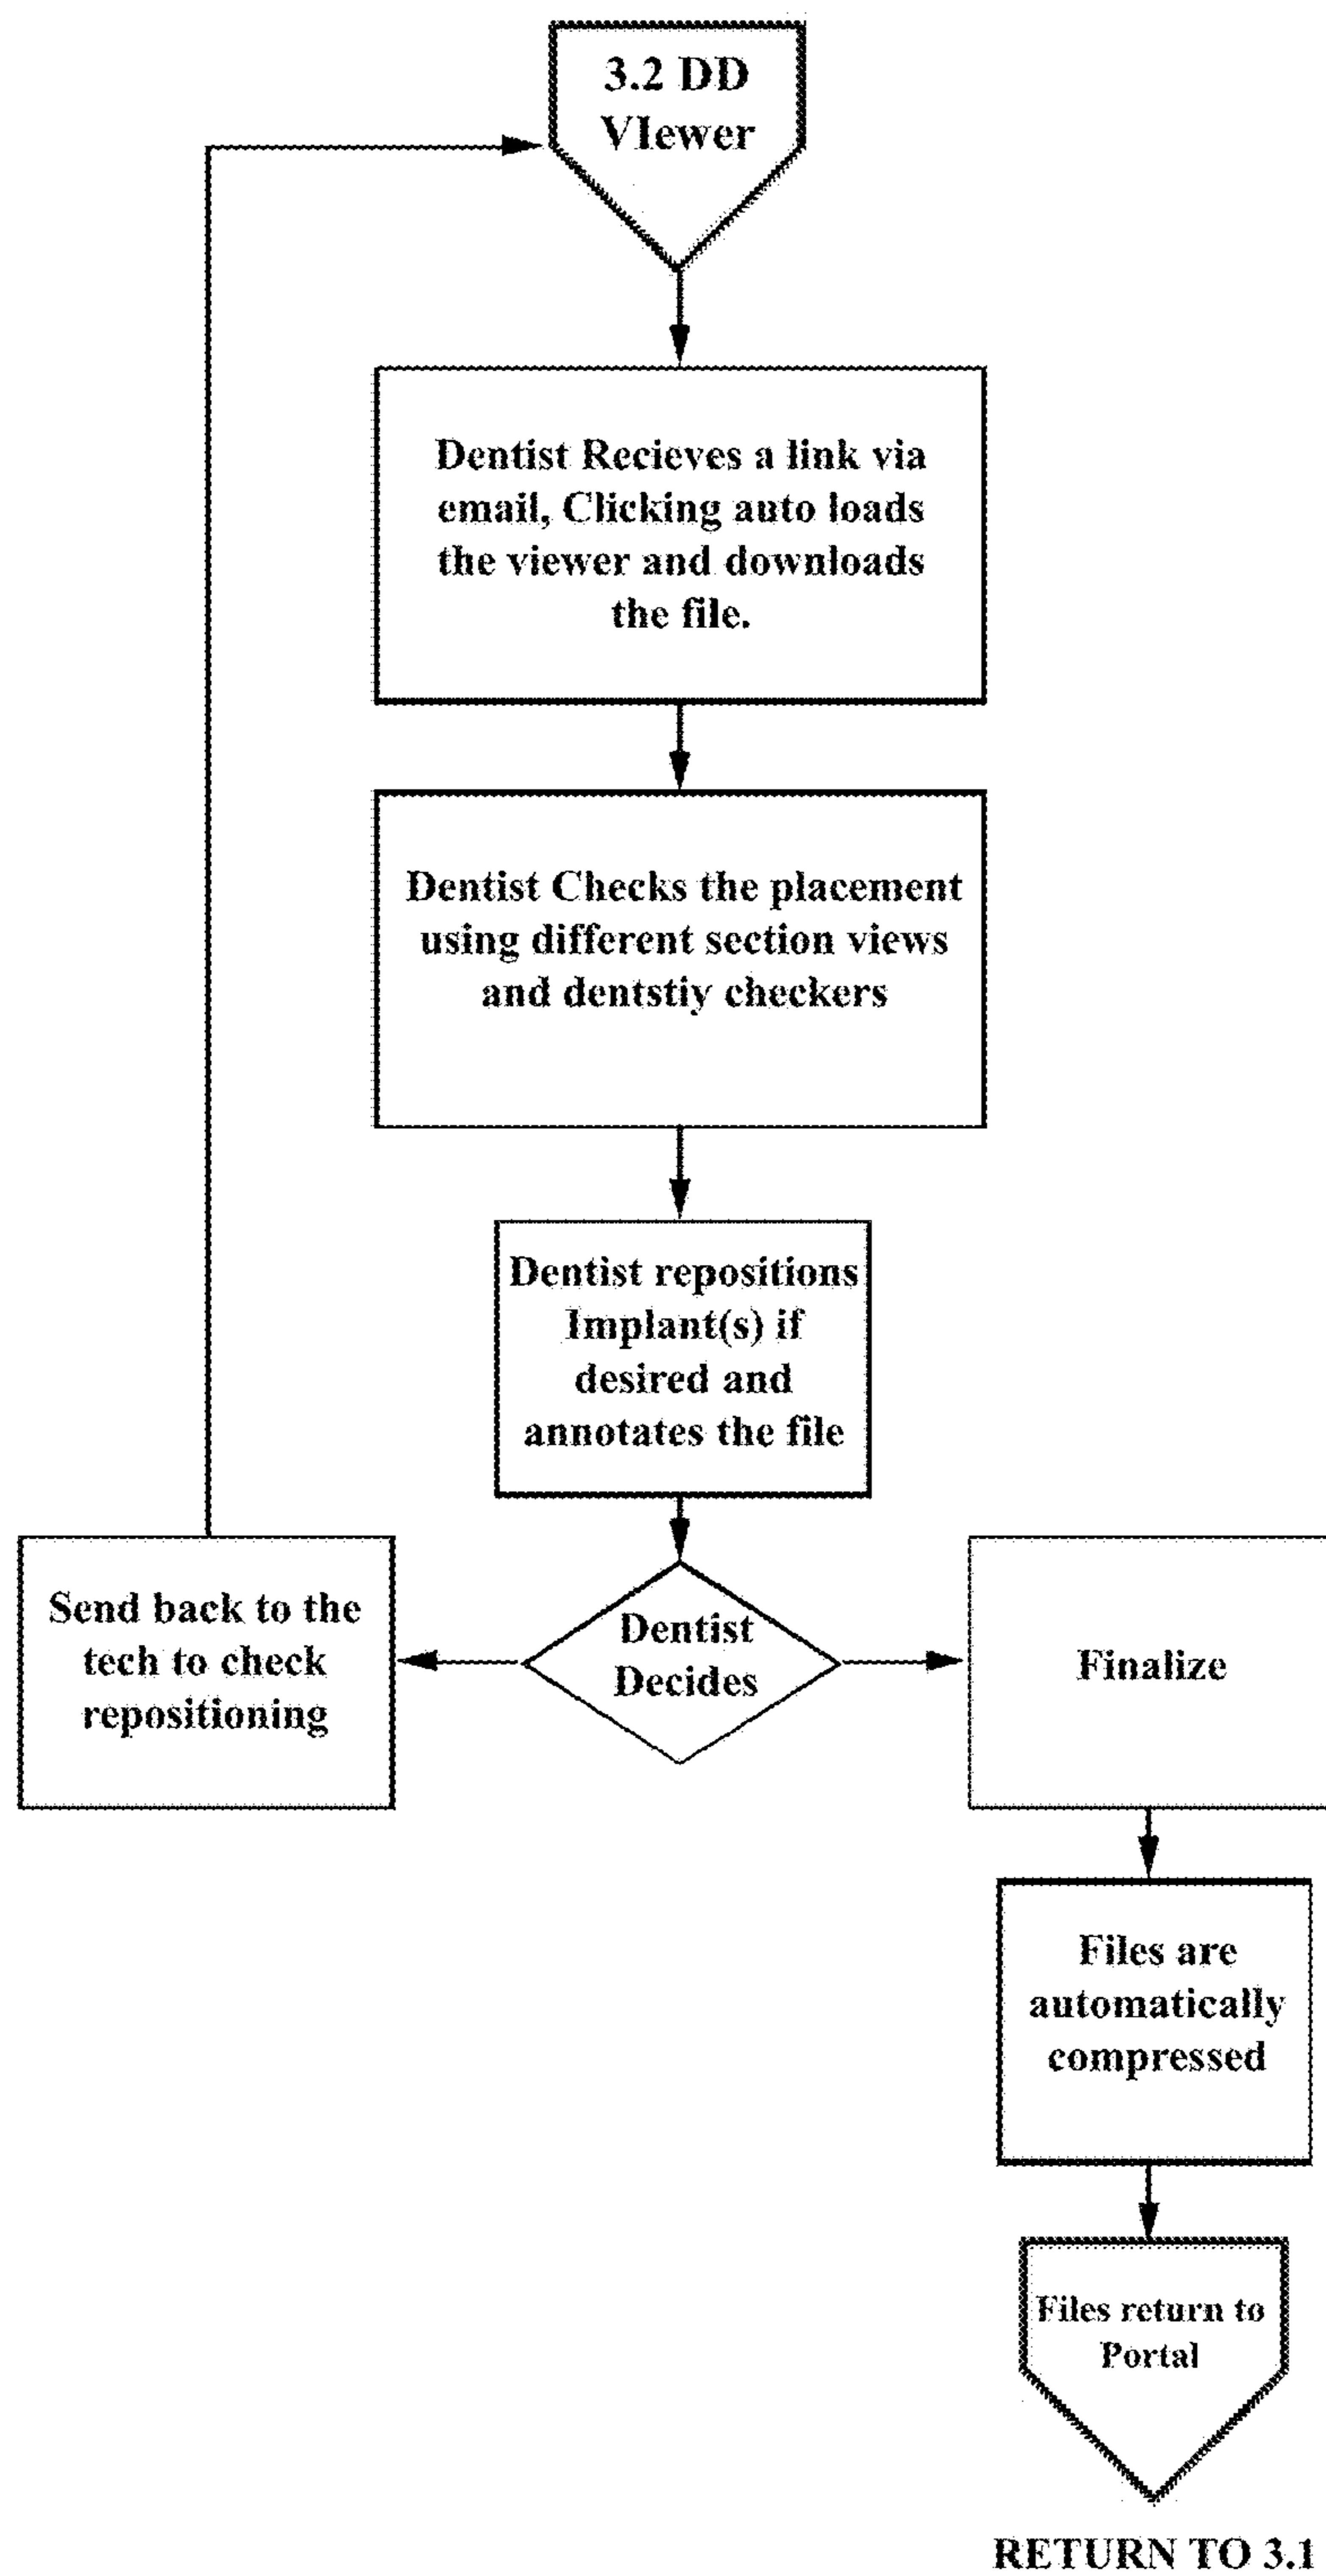 3.2 DD
VIewer
Dentist Recieves a link via
email, Clicking auto loads
the viewer and downloads
the file.
Dentist Checks the placement
using different section views
and dentstiy checkers
Dentist repositions
Implant(s) if
desired and
annotates the file
Send back to the
tech to check
repositioning
Dentist
Decides
Finalize
Files are
automatically
compressed
Files return to
Portal
RETURN TO 3.1